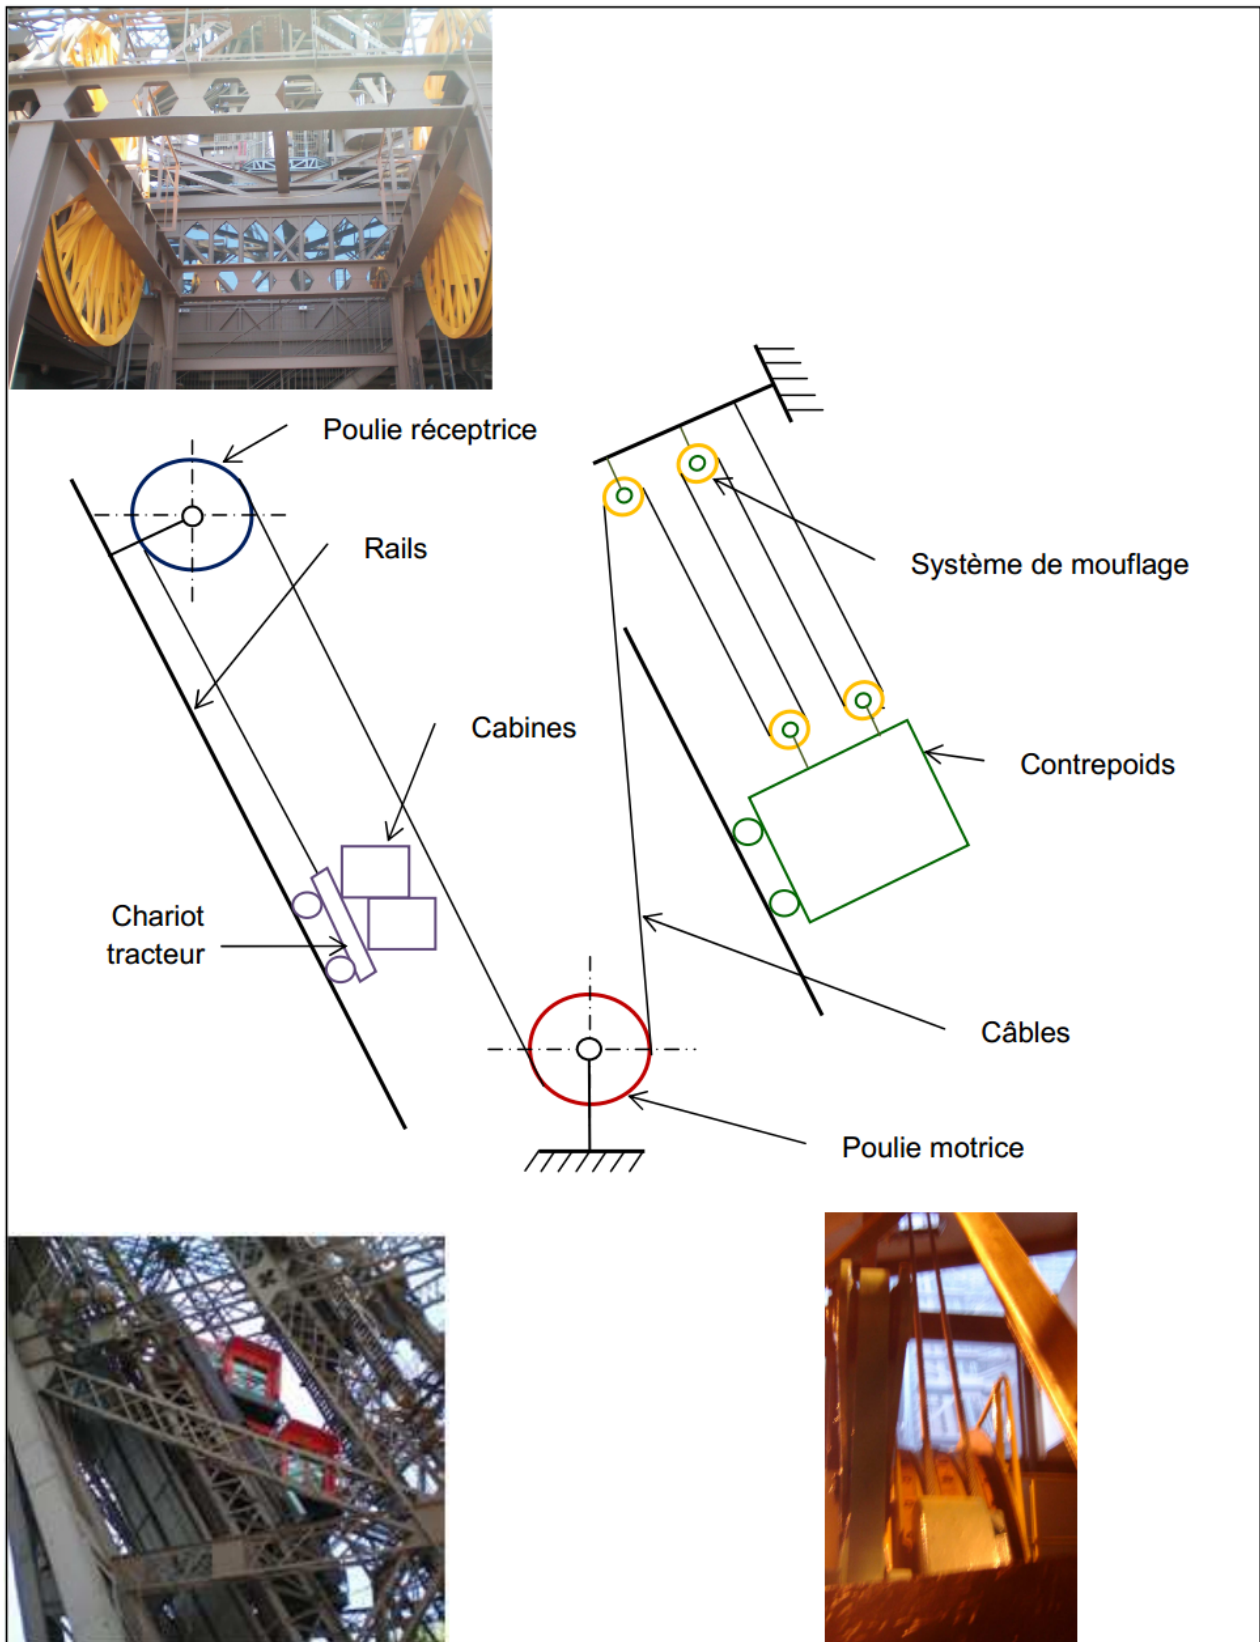 Poulie réceptrice
Rails
Système de mouflage
Cabines
Contrepoids
Chariot
tracteur
Câbles
Poulie motrice